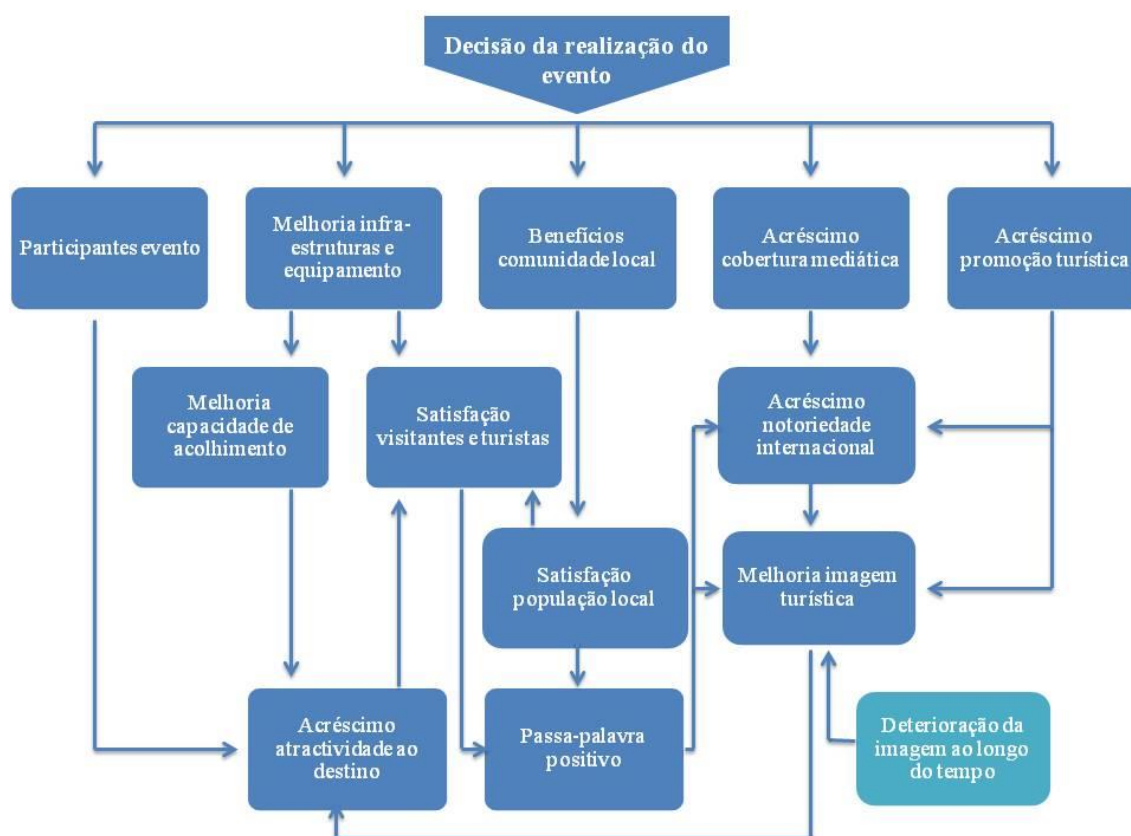 Decisão da realização do
evento
Participantes evento
Melhoria infra-
estruturas e
equipamento
Benefícios
comunidade local
Acréscimo
cobertura mediática
Acréscimo
promoção turística
Melhoria
capacidade de
acolhimento
Satisfação
visitantes e turistas
Acréscimo
notoriedade
internacional
Satisfação
população local
Melhoria imagem
turística
Acréscimo
atractividade ao
destino
Passa-palavra
positivo
Deterioração da
imagem ao longo
do tempo